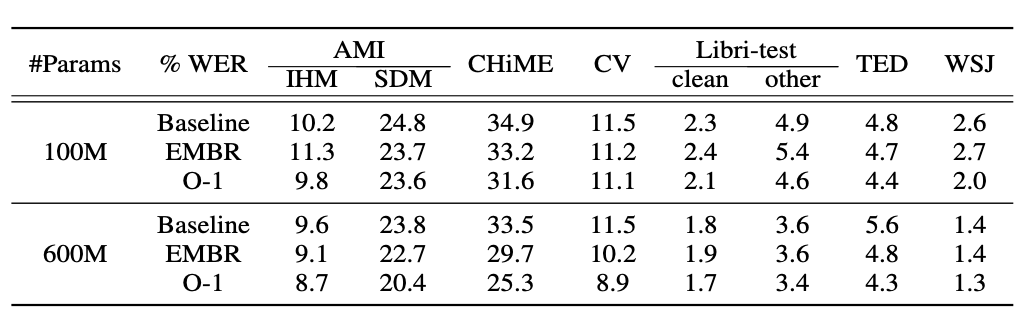 #Params % WER AMI CHiME CV Libri-test TED WSJ
IHM SDM clean other
Baseline 10.2 24.8 34.9 11.5 2.3 4.9 4.8 2.6
100M EMBR 11.3 23.7 33.2 11.2 2.4 5.4 4.7 2.7
O-1 9.8 23.6 31.6 11.1 2.1 4.6 4.4 2.0
Baseline 9.6 23.8 33.5 11.5 1.8 3.6 5.6 1.4
600M EMBR 9.1 22.7 29.7 10.2 1.9 3.6 4.8 1.4
O-1 8.7 20.4 25.3 8.9 1.7 3.4 4.3 1.3